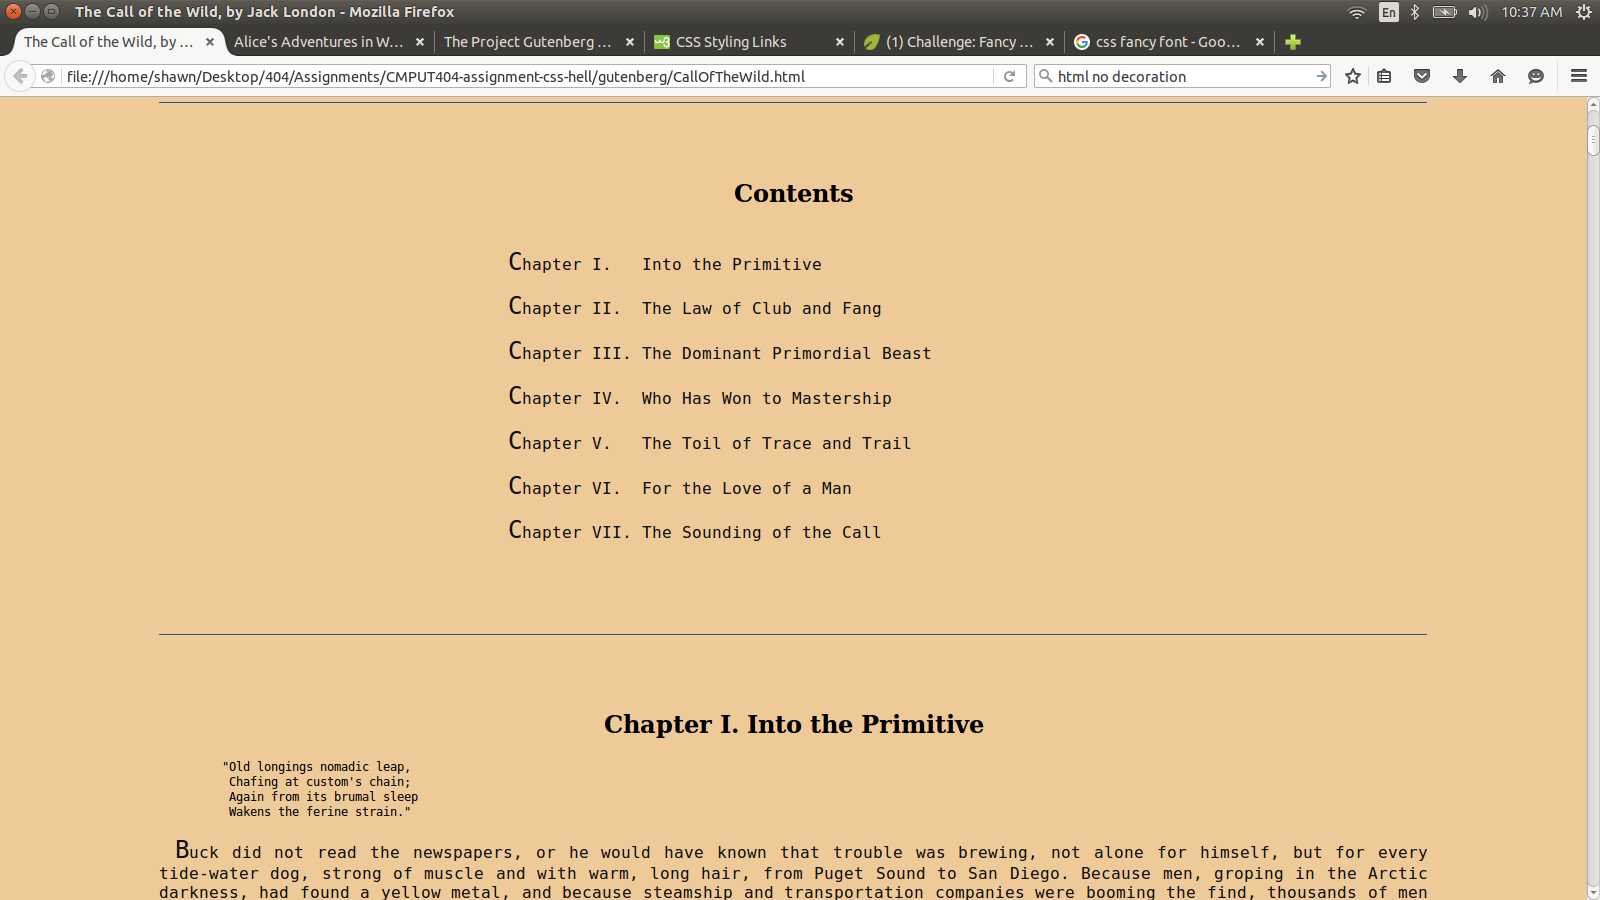 The Call of the Wild, by Jack London - Mozilla Firefox
En
10:37 AM
The Call of the Wild, by ...
Alice's Adventures in W...
The Project Gutenberg ...
w3
CSS Styling Links
(1) Challenge: Fancy ...
css fancy font - Goo...
file:///home/shawn/Desktop/404/Assignments/CMPUT404-assignment-css-hell/gutenberg/CallOfTheWild.html
html no decoration
Contents
Chapter I. Into the Primitive
Chapter II. The Law of Club and Fang
Chapter III. The Dominant Primordial Beast
Chapter IV. Who Has Won to Mastership
Chapter V. The Toil of Trace and Trail
Chapter VI. For the Love of a Man
Chapter VII. The Sounding of the Call
Chapter I. Into the Primitive
"Old longings nomadic leap,
Chafing at custom's chain;
Again from its brumal sleep
Wakens the ferine strain."
Buck did not read the newspapers, or he would have known that trouble was brewing, not alone for himself, but for every
tide-water dog, strong of muscle and with warm, long hair, from Puget Sound to San Diego. Because men, groping in the Arctic
darkness, had found a yellow metal, and because steamship and transportation companies were booming the find, thousands of men